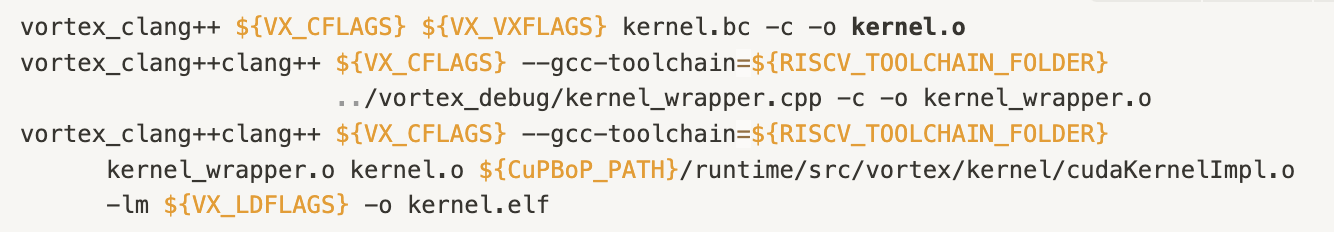 vortex_clang++ ${VX_CFLAGS} ${VX_VXFLAGS} kernel.bc -c -o kernel.o
vortex_clang++clang++ ${VX_CFLAGS} --gcc-toolchain=${RISCV_TOOLCHAIN_FOLDER}
../vortex_debug/kernel_wrapper.cpp -c -o kernel_wrapper.o
vortex_clang++clang++ ${VX_CFLAGS} --gcc-toolchain=${RISCV_TOOLCHAIN_FOLDER}
kernel_wrapper.o kernel.o ${CuPBoP_PATH}/runtime/src/vortex/kernel/cudaKernelImpl.o
-lm ${VX_LDFLAGS} -o kernel.elf